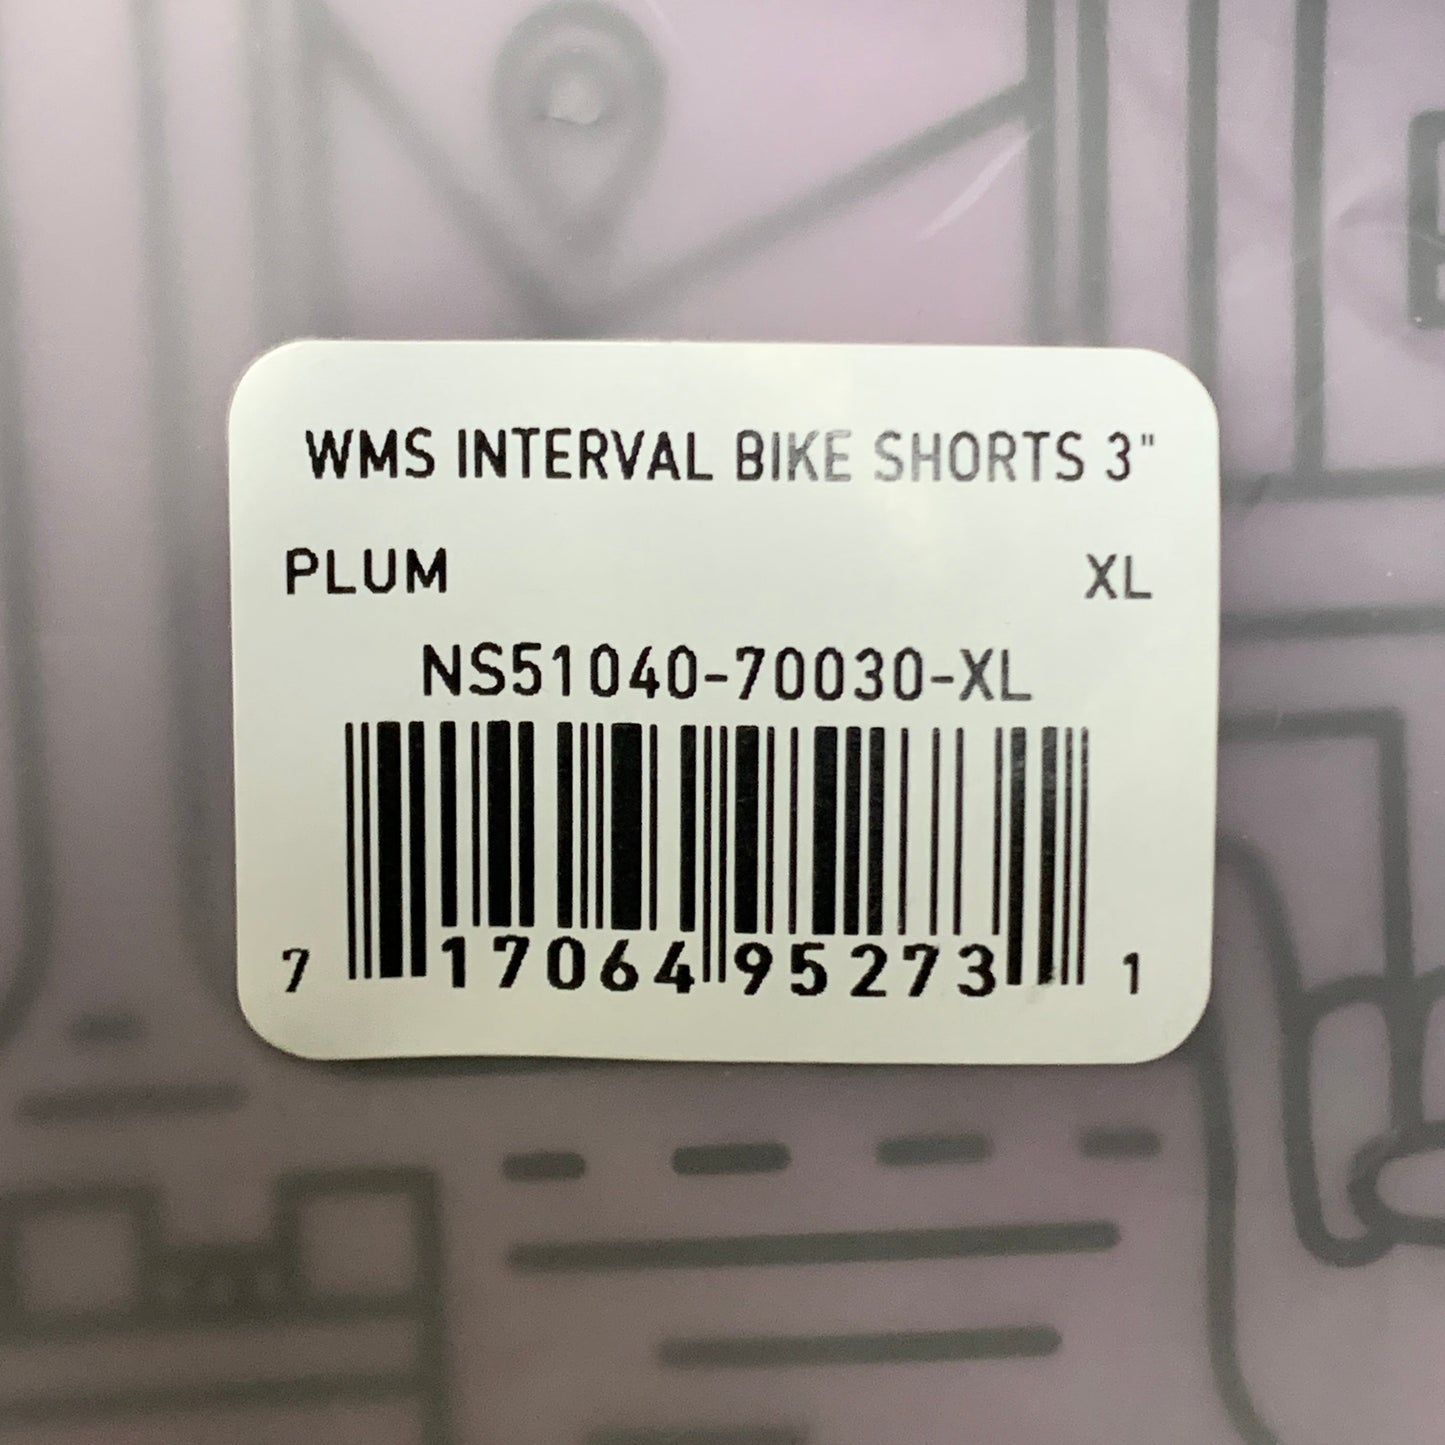 WMS INTERVAL BIKE SHORTS 3"
PLUM XL
NS51040-70030-XL
7 17064 95273 1